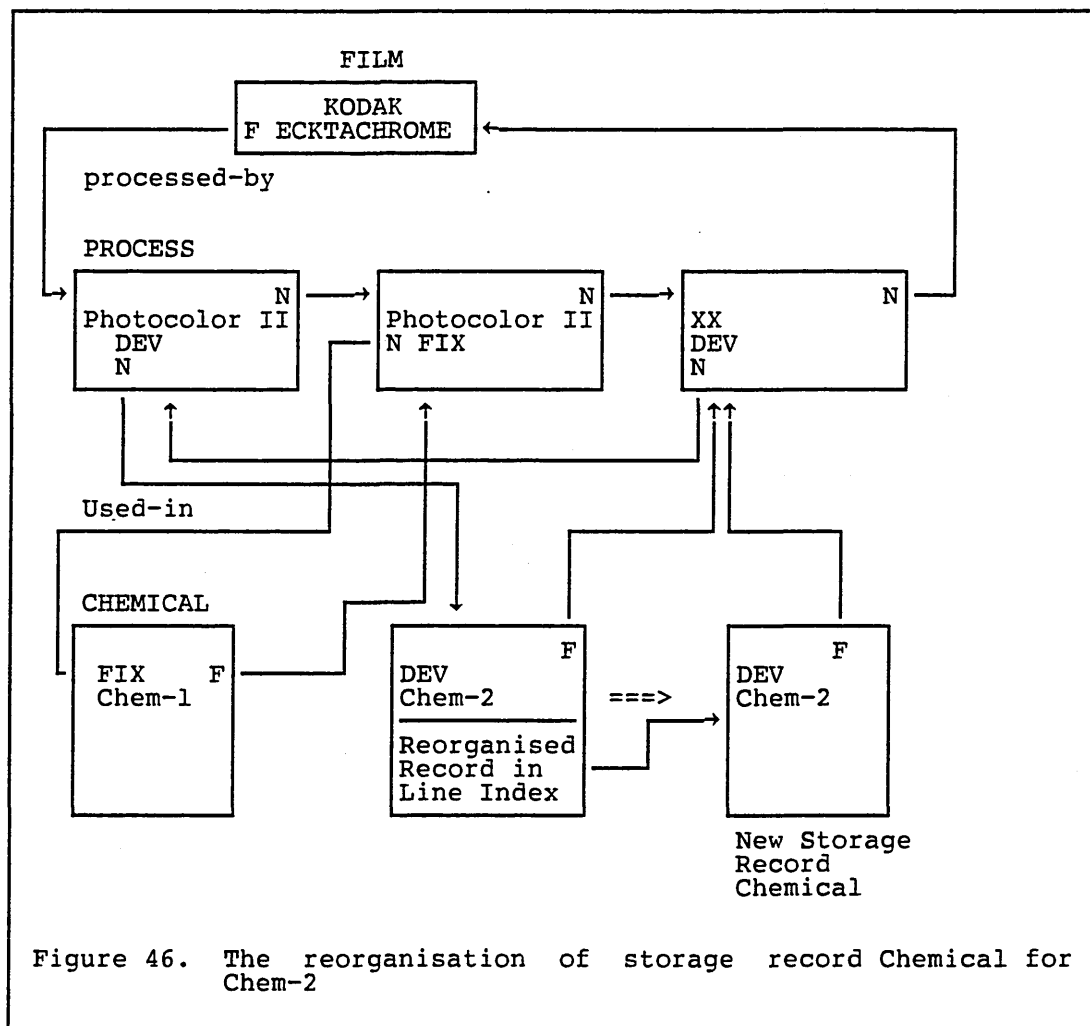 FILM
KODAK
F ECKTACHROME
processed-by
PROCESS
N
Photocolor II
DEV
N
N
Photocolor II
N FIX
N
XX
DEV
N
Used-in
CHEMICAL
FIX F
Chem-1
F
DEV
Chem-2
Reorganised
Record in
Line Index
===>
F
DEV
Chem-2
New Storage
Record
Chemical
Figure 46. The reorganisation of storage record Chemical for
Chem-2